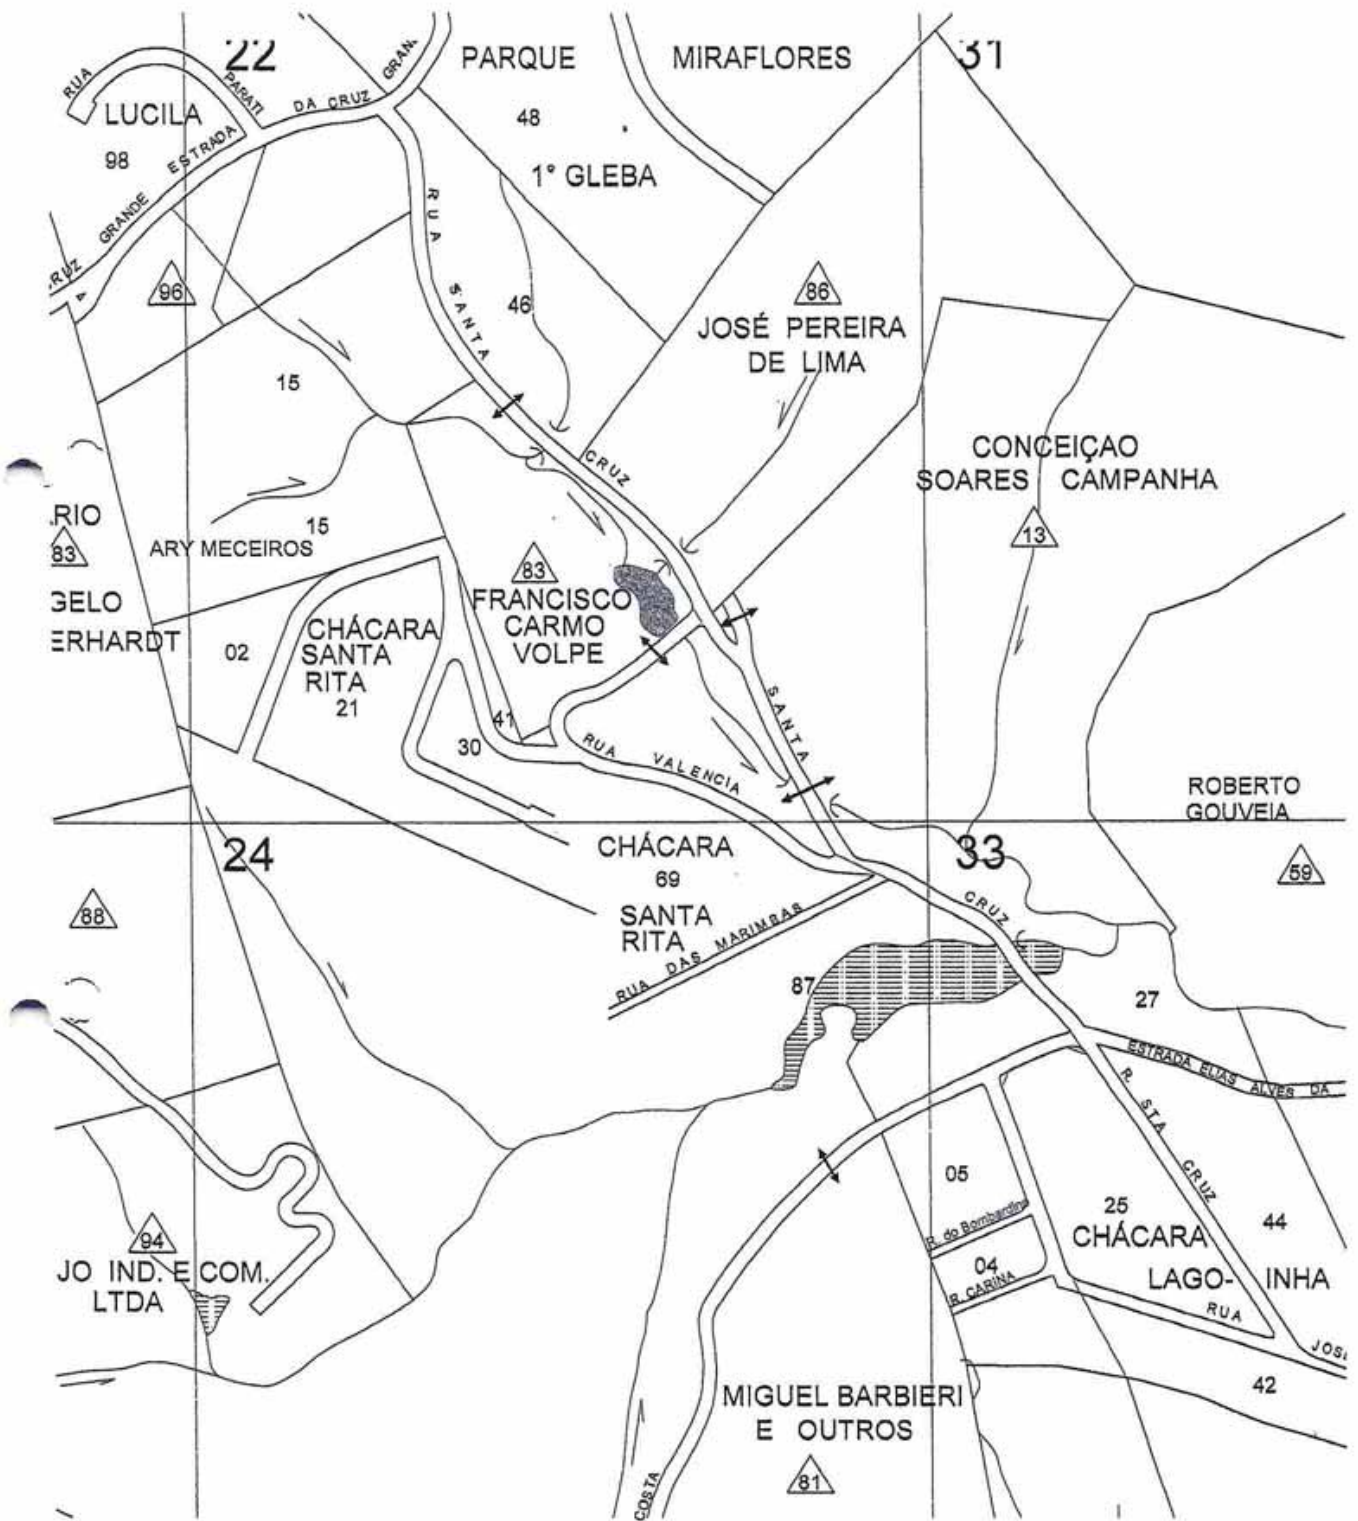 22
PARQUE MIRAFLORES
31
RUA
PARATI
LUCILA
98
ESTRADA
DA CRUZ
GRAN
48
1° GLEBA
GRANDE
RUA
96
SANTA
46
86
JOSÉ PEREIRA
DE LIMA
15
CRUZ
CONCEIÇAO
SOARES CAMPANHA
13
RIO
83
15
ARY MECEIROS
83
FRANCISCO
CARMO
VOLPE
GELO
ERHARDT
02
CHÁCARA
SANTA
RITA
21
41
30
RUA VALENCIA
SANTA
ROBERTO
GOUVEIA
59
24
33
CHÁCARA
69
SANTA
RITA
RUA DAS MARIMBAS
CRUZ
88
87
27
ESTRADA ELIAS ALVES DA
R. STA CRUZ
05
R. do Bombardino
04
R. CARINA
25
CHÁCARA
LAGO- INHA
44
94
JO IND. E COM.
LTDA
RUA
JOS
42
MIGUEL BARBIERI
E OUTROS
81
COSTA